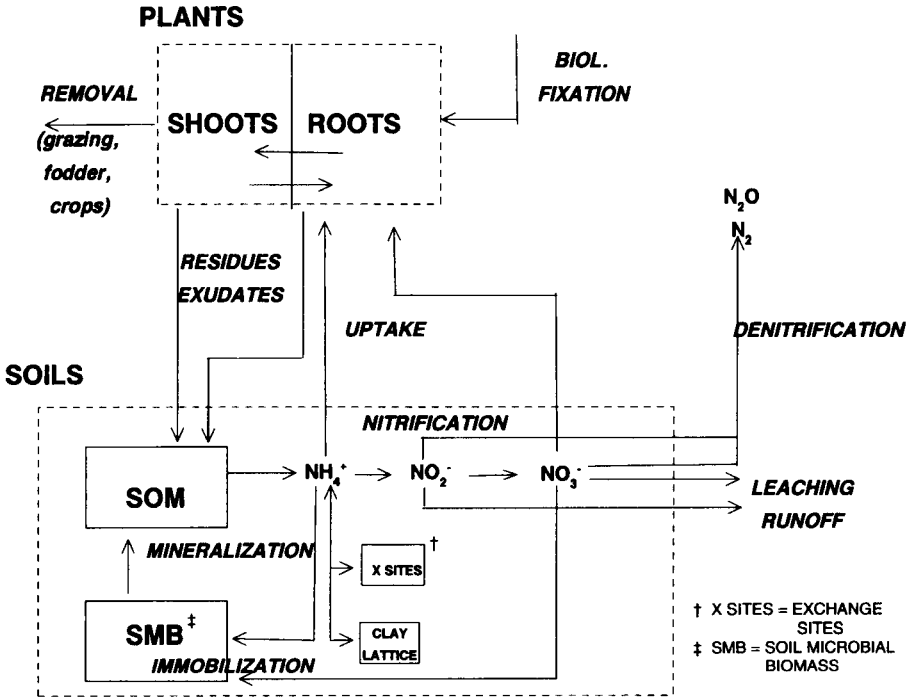 PLANTS
BIOL.
FIXATION
REMOVAL
(grazing,
fodder,
crops)
SHOOTS
ROOTS
N₂O
N₂
RESIDUES
EXUDATES
UPTAKE
DENITRIFICATION
SOILS
NITRIFICATION
SOM
NH₄⁺
NO₂⁻
NO₃⁻
LEACHING
RUNOFF
MINERALIZATION
X SITES †
SMB ‡
CLAY
LATTICE
IMMOBILIZATION
† X SITES = EXCHANGE
SITES
‡ SMB = SOIL MICROBIAL
BIOMASS